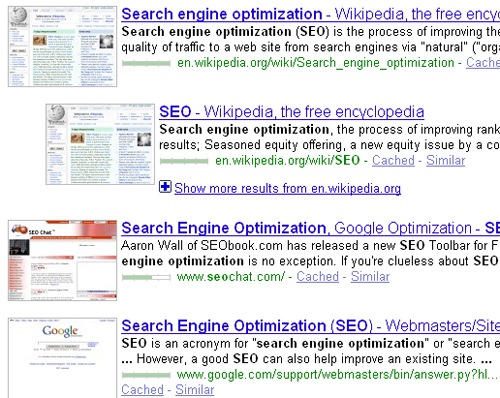 Search engine optimization - Wikipedia, the free ency
Search engine optimization (SEO) is the process of improving the
quality of traffic to a web site from search engines via "natural" ("orga
en.wikipedia.org/wiki/Search_engine_optimization - Cache
SEO - Wikipedia, the free encyclopedia
Search engine optimization, the process of improving rank
results; Seasoned equity offering, a new equity issue by a co
en.wikipedia.org/wiki/SEO - Cached - Similar
Show more results from en.wikipedia.org
Search Engine Optimization, Google Optimization - SE
Aaron Wall of SEObook.com has released a new SEO Toolbar for F
engine optimization is no exception. If you're clueless about SEO
SEO Chat
www.seochat.com/ - Cached - Similar
Search Engine Optimization (SEO) - Webmasters/Site
Google
SEO is an acronym for "search engine optimization" or "search e
... However, a good SEO can also help improve an existing site. ...
www.google.com/support/webmasters/bin/answer.py?hl...
Cached - Similar